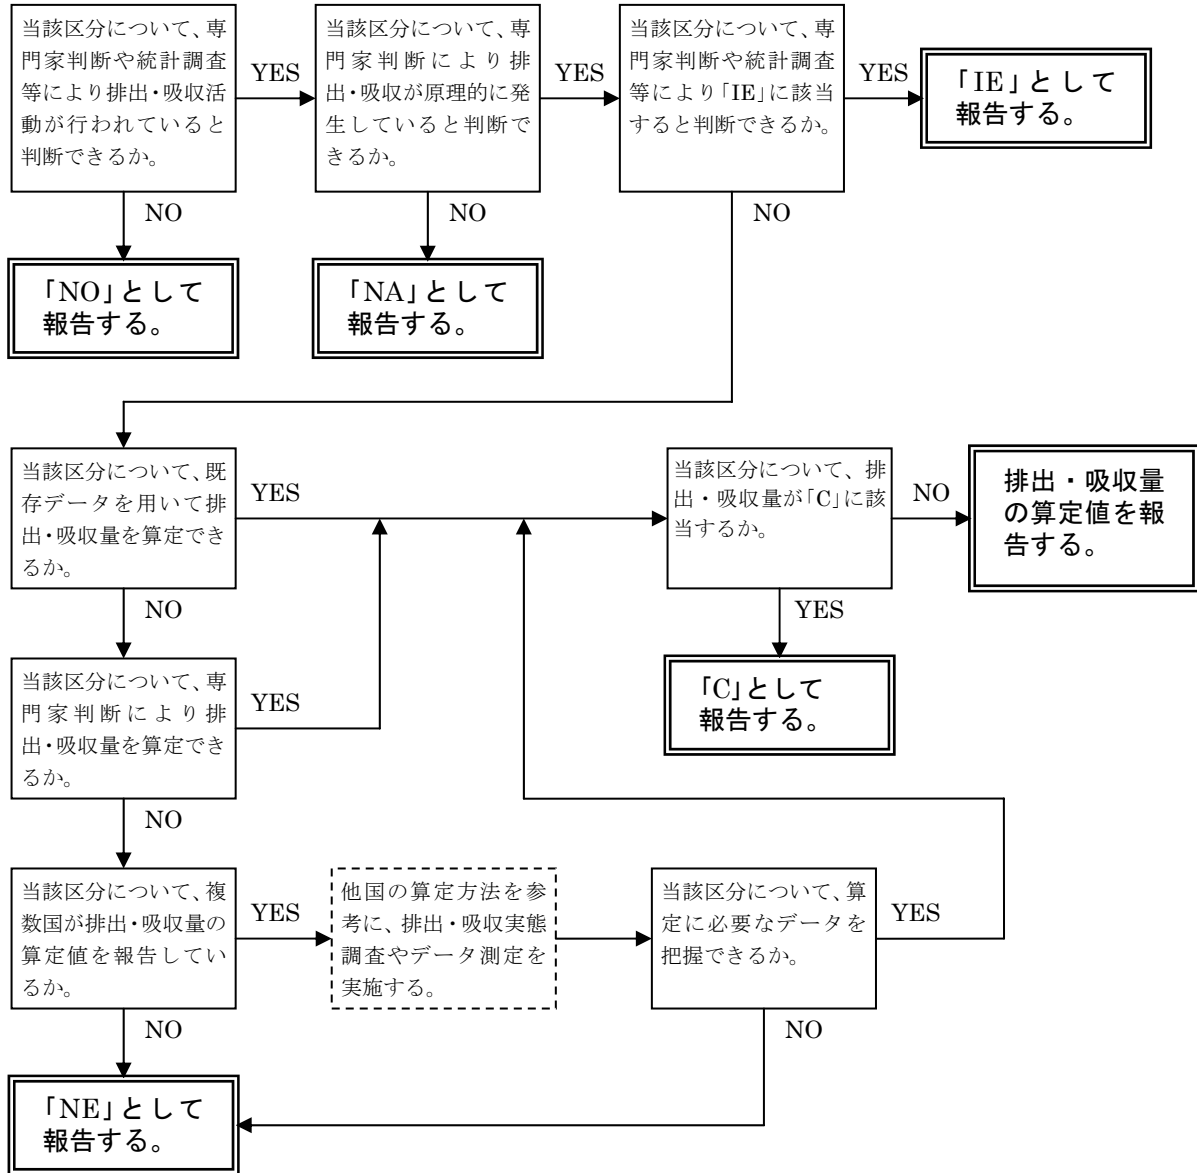 当該区分について、専
門家判断や統計調査
等により排出・吸収活
動が行われていると
判断できるか。
YES
NO
当該区分について、専
門家判断により排
出・吸収が原理的に発
生していると判断で
きるか。
YES
NO
当該区分について、専
門家判断や統計調査
等により「IE」に該当
すると判断できるか。
YES
NO
「IE」として
報告する。
「NO」として
報告する。
「NA」として
報告する。
当該区分について、既
存データを用いて排
出・吸収量を算定でき
るか。
YES
NO
当該区分について、排
出・吸収量が「C」に該
当するか。
NO
YES
排出・吸収量
の算定値を報
告する。
「C」として
報告する。
当該区分について、専
門家判断により排
出・吸収量を算定でき
るか。
YES
NO
当該区分について、複
数国が排出・吸収量の
算定値を報告してい
るか。
YES
NO
他国の算定方法を参
考に、排出・吸収実態
調査やデータ測定を
実施する。
当該区分について、算
定に必要なデータを
把握できるか。
YES
NO
「NE」として
報告する。